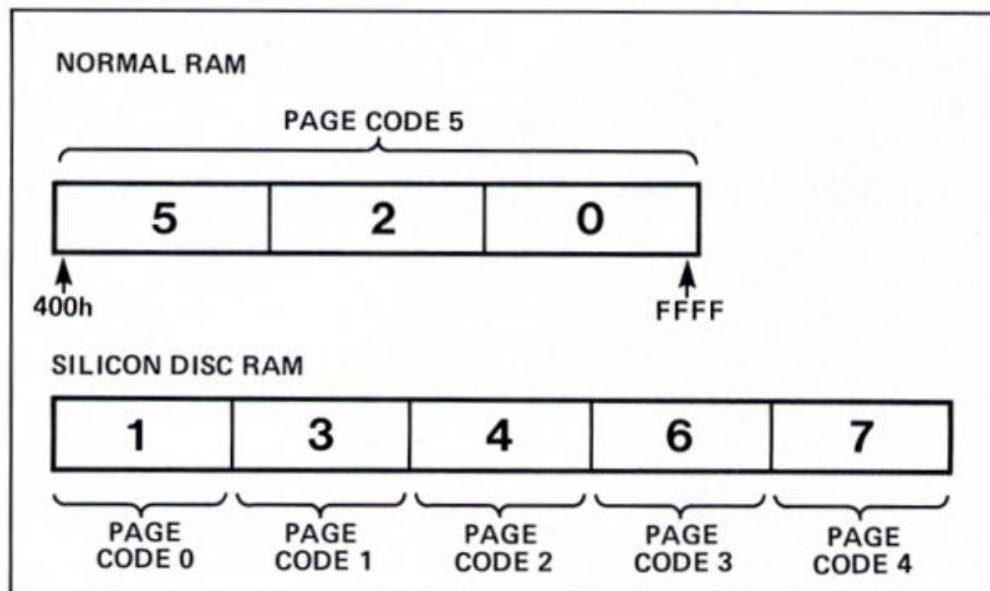 NORMAL RAM
PAGE CODE 5
5 2 0
400h FFFF
SILICON DISC RAM
1 3 4 6 7
PAGE CODE 0 PAGE CODE 1 PAGE CODE 2 PAGE CODE 3 PAGE CODE 4